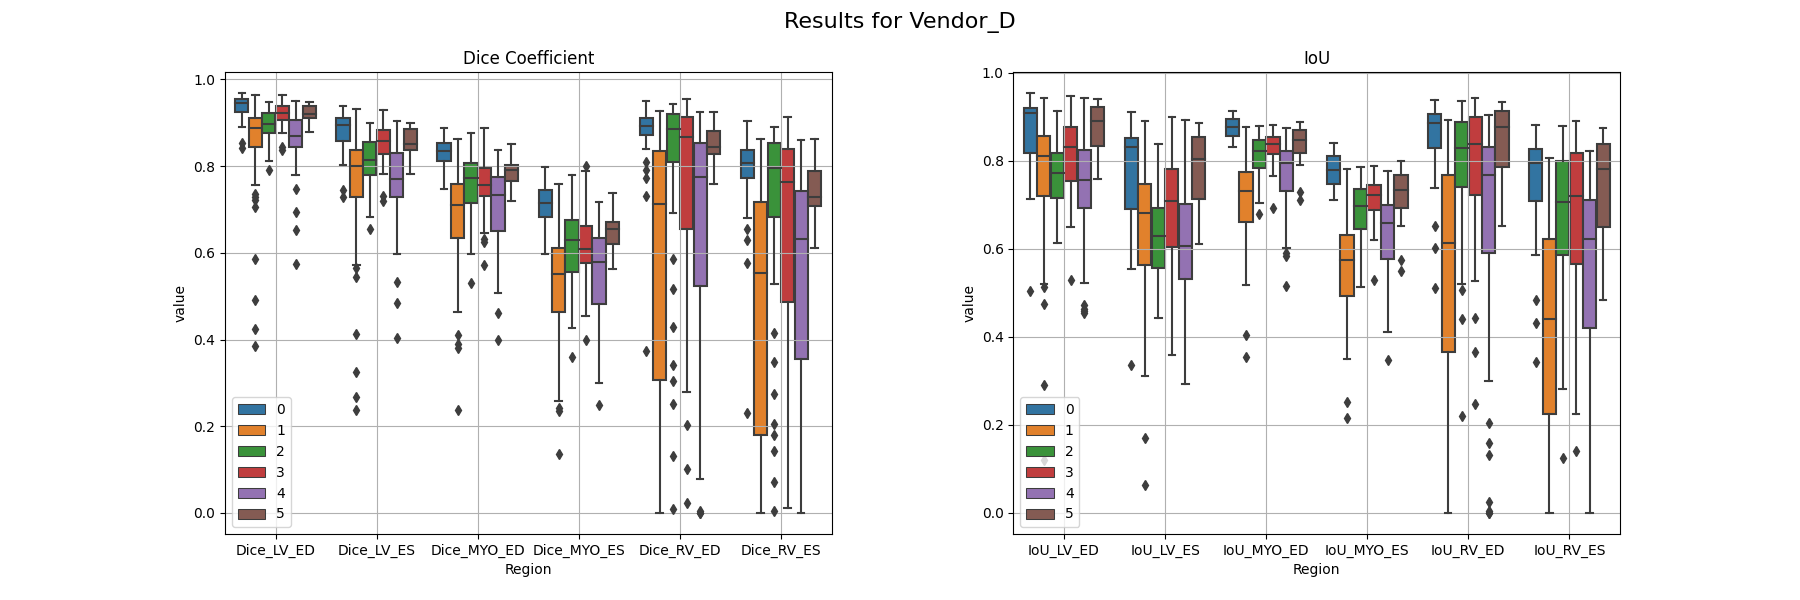 Results for Vendor_D
Dice Coefficient
1.0
0.8
0.6
0.4
0.2
0.0
value
0
1
2
3
4
5
Dice_LV_ED
Dice_LV_ES
Dice_MYO_ED
Dice_MYO_ES
Dice_RV_ED
Dice_RV_ES
Region
IoU
1.0
0.8
0.6
0.4
0.2
0.0
value
0
1
2
3
4
5
IoU_LV_ED
IoU_LV_ES
IoU_MYO_ED
IoU_MYO_ES
IoU_RV_ED
IoU_RV_ES
Region